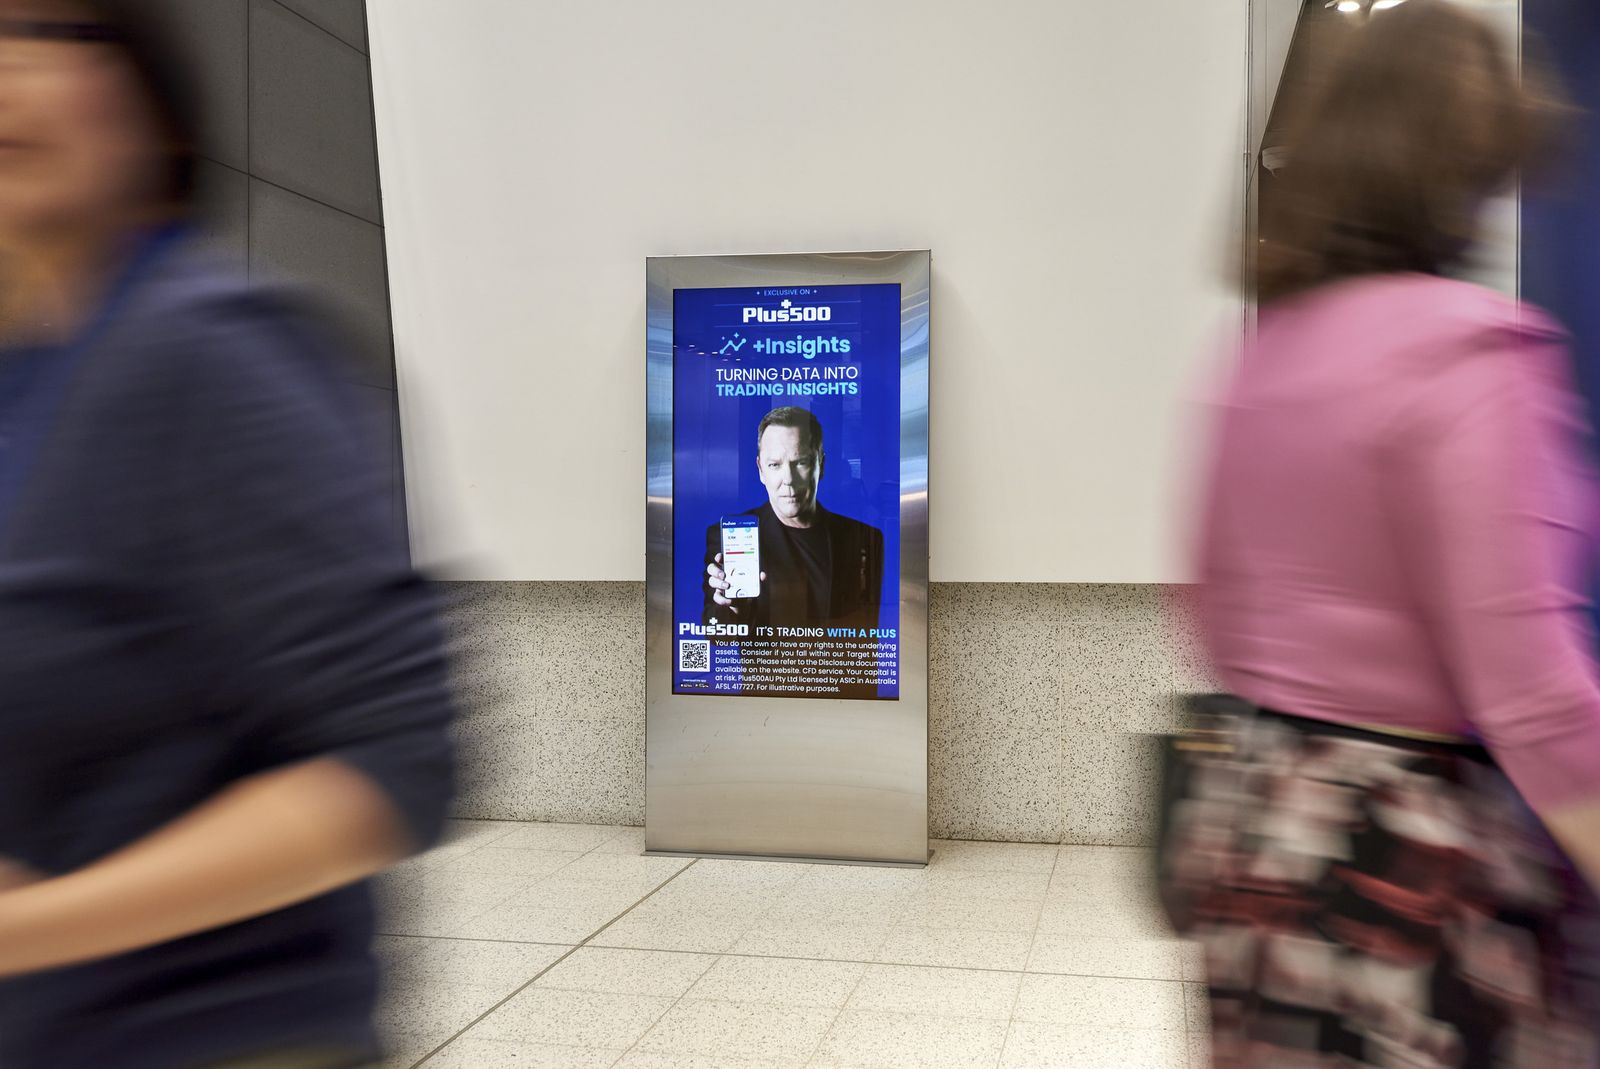 EXCLUSIVE ON
Plus500
+Insights
TURNING DATA INTO
TRADING INSIGHTS
Plus500 IT'S TRADING WITH A PLUS
You do not own or have any rights to the underlying
assets. Consider if you fall within our Target Market
Distribution. Please refer to the Disclosure documents
available on the website. CFD service. Your capital is
at risk. Plus500AU Pty Ltd licensed by ASIC in Australia
AFSL 417727. For illustrative purposes.